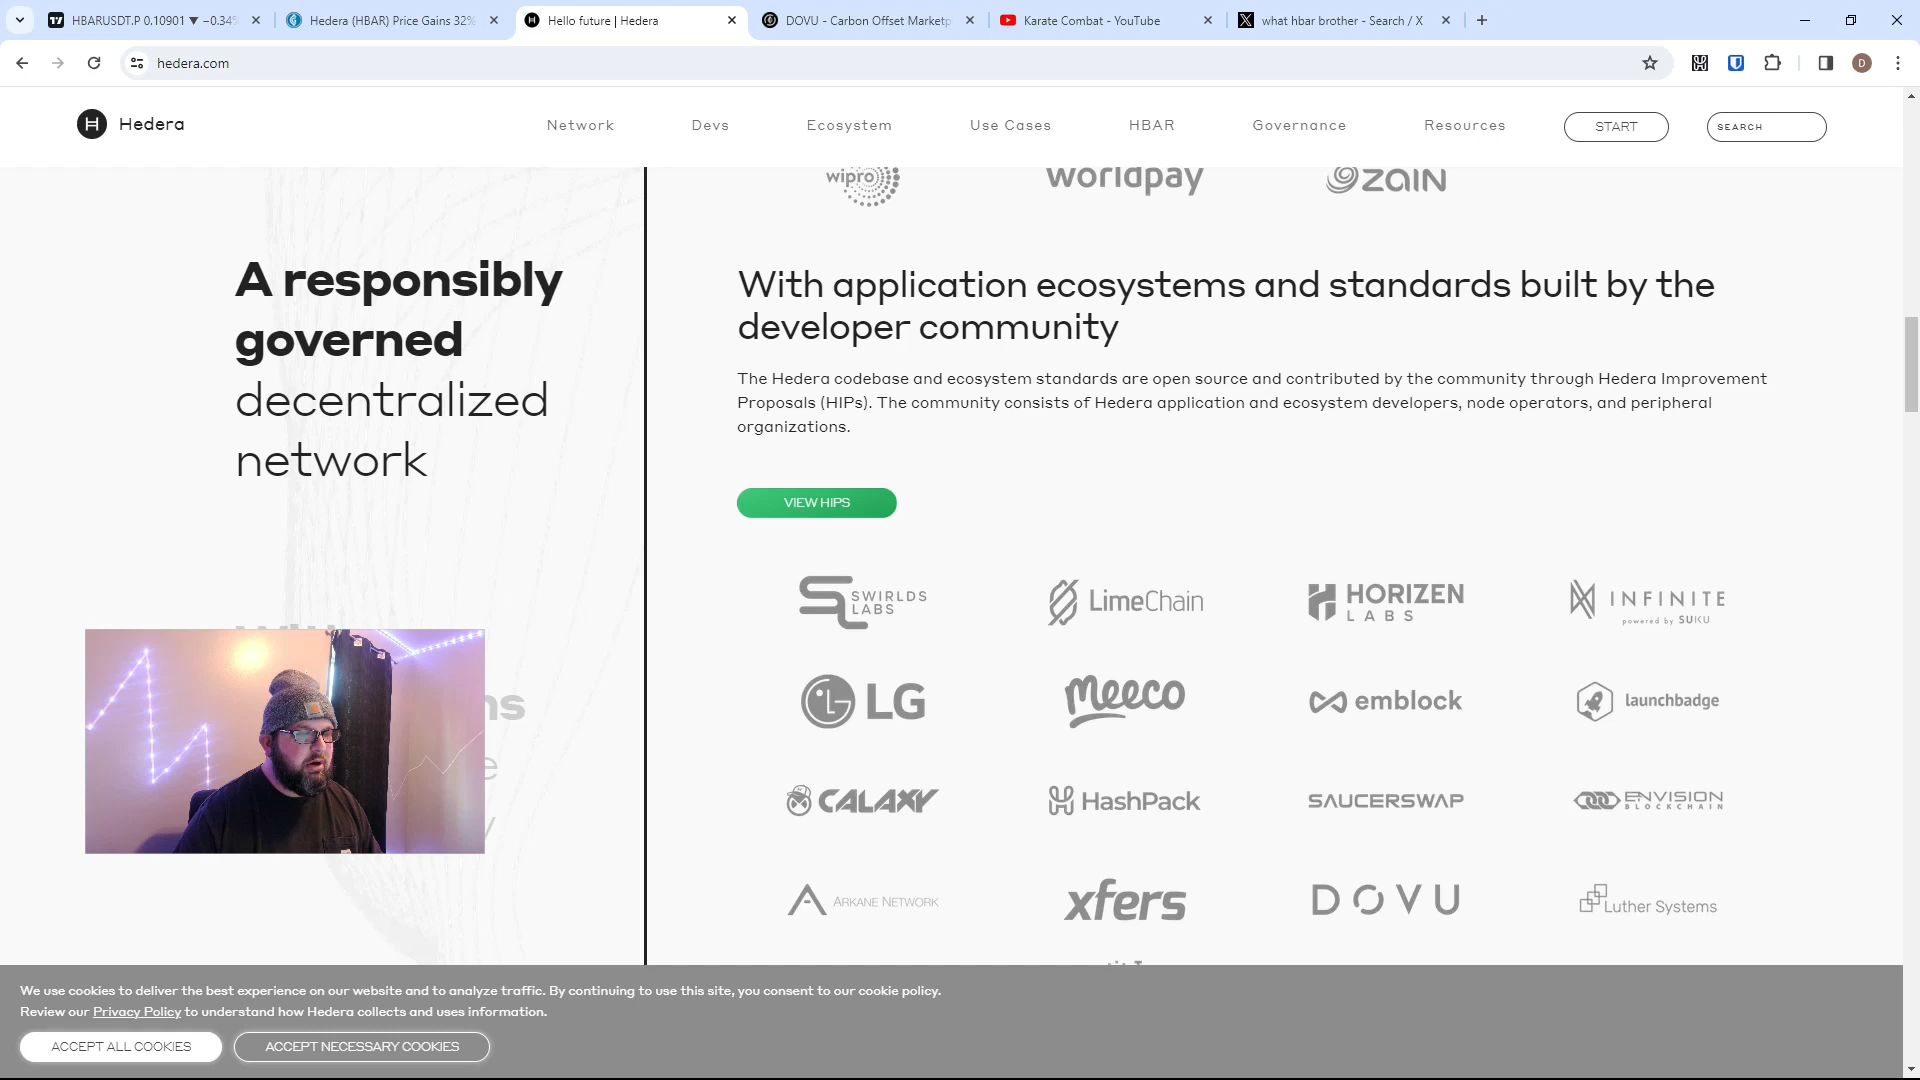 HBARUSDT.P 0.10901 ▼ −0.34%
Hedera (HBAR) Price Gains 32%
Hello future | Hedera
DOVU - Carbon Offset Marketp
Karate Combat - YouTube
what hbar brother - Search / X
hedera.com
D
Hedera
Network
Devs
Ecosystem
Use Cases
HBAR
Governance
Resources
START
SEARCH
wipro
worldpay
zain
A responsibly
governed
decentralized
network
With application ecosystems and standards built by the
developer community
The Hedera codebase and ecosystem standards are open source and contributed by the community through Hedera Improvement
Proposals (HIPs). The community consists of Hedera application and ecosystem developers, node operators, and peripheral
organizations.
VIEW HIPS
SWIRLDS
LABS
LimeChain
HORIZEN
LABS
INFINITE
powered by SUKU
LG
meeco
emblock
launchbadge
CALAXY
HashPack
SAUCERSWAP
ENVISION
BLOCKCHAIN
ARKANE NETWORK
xfers
DOVU
Luther Systems
We use cookies to deliver the best experience on our website and to analyze traffic. By continuing to use this site, you consent to our cookie policy.
Review our Privacy Policy to understand how Hedera collects and uses information.
ACCEPT ALL COOKIES
ACCEPT NECESSARY COOKIES